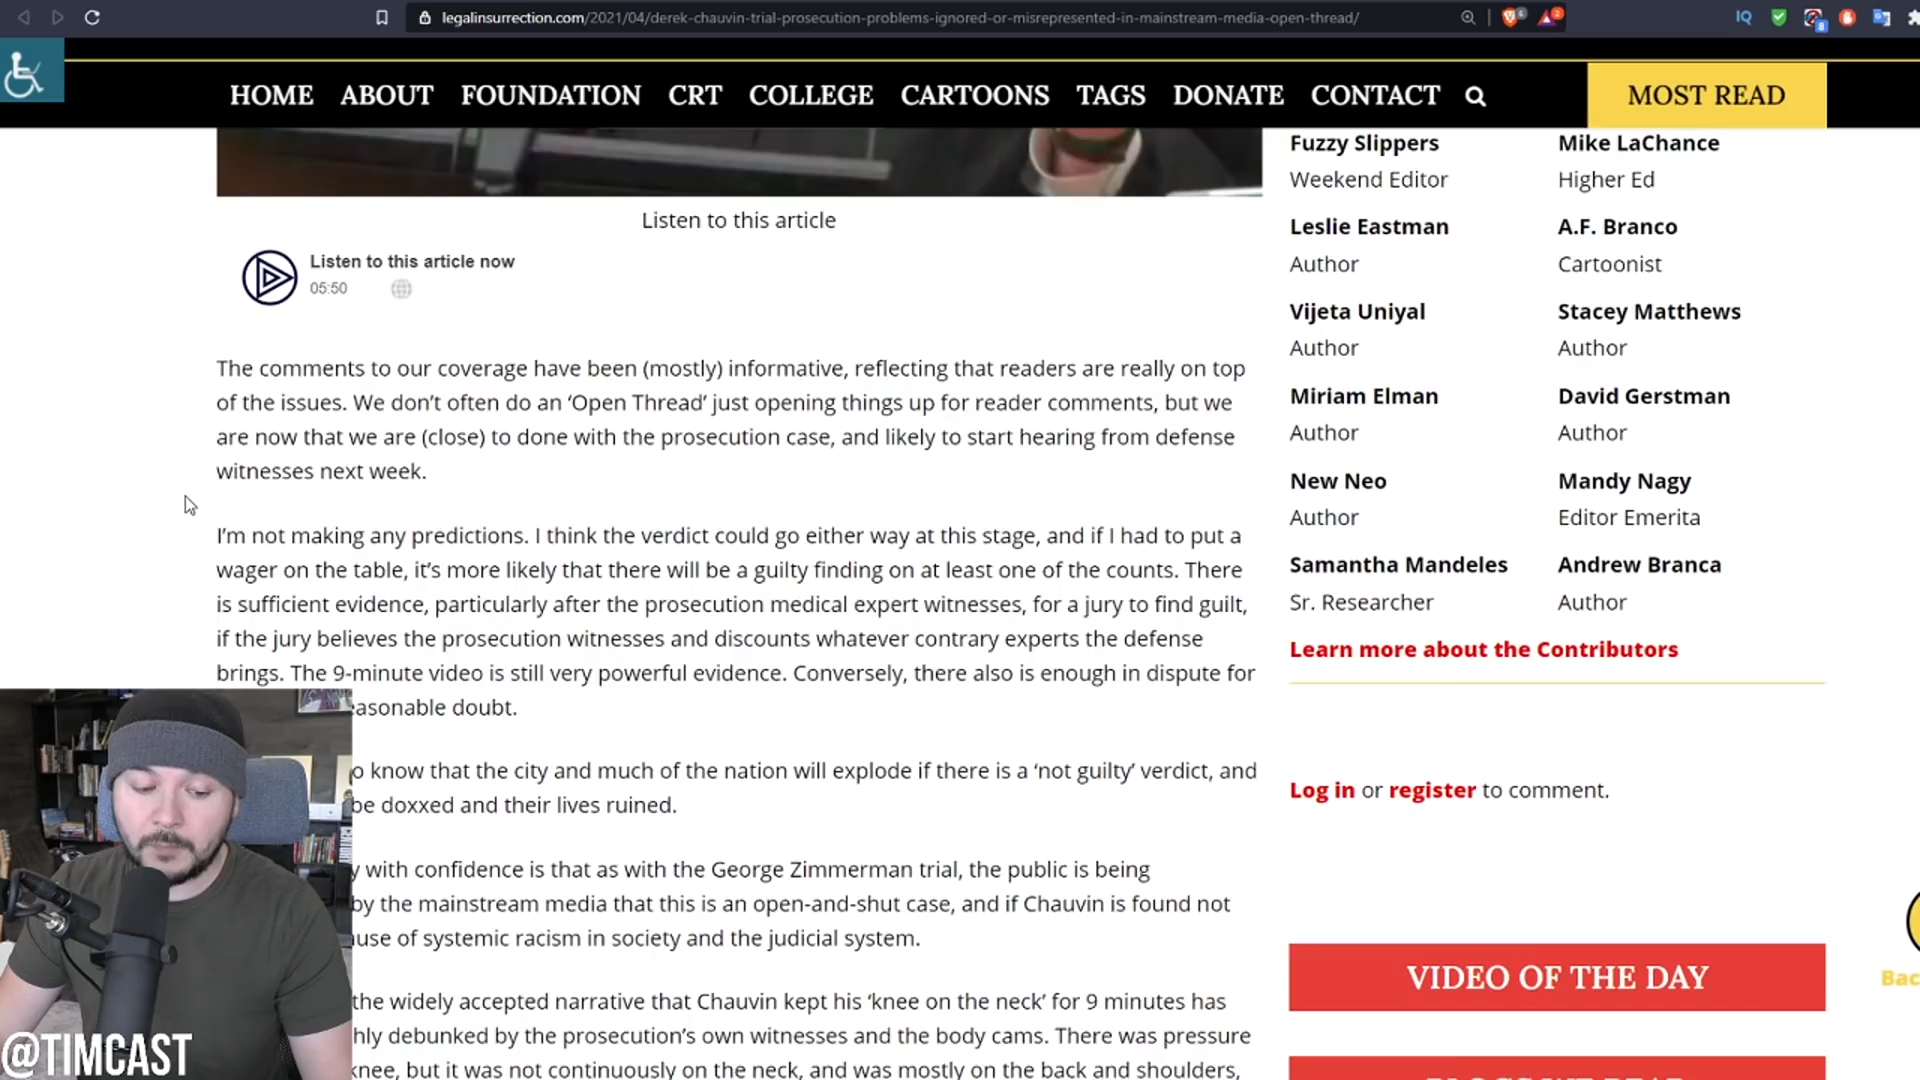 legalinsurrection.com/2021/04/derek-chauvin-trial-prosecution-problems-ignored-or-misrepresented-in-mainstream-media-open-thread/
HOME ABOUT FOUNDATION CRT COLLEGE CARTOONS TAGS DONATE CONTACT
MOST READ
Listen to this article
Listen to this article now
05:50
The comments to our coverage have been (mostly) informative, reflecting that readers are really on top
of the issues. We don't often do an 'Open Thread' just opening things up for reader comments, but we
are now that we are (close) to done with the prosecution case, and likely to start hearing from defense
witnesses next week.
I'm not making any predictions. I think the verdict could go either way at this stage, and if I had to put a
wager on the table, it's more likely that there will be a guilty finding on at least one of the counts. There
is sufficient evidence, particularly after the prosecution medical expert witnesses, for a jury to find guilt,
if the jury believes the prosecution witnesses and discounts whatever contrary experts the defense
brings. The 9-minute video is still very powerful evidence. Conversely, there also is enough in dispute for
easonable doubt.
o know that the city and much of the nation will explode if there is a 'not guilty' verdict, and
be doxxed and their lives ruined.
y with confidence is that as with the George Zimmerman trial, the public is being
by the mainstream media that this is an open-and-shut case, and if Chauvin is found not
use of systemic racism in society and the judicial system.
the widely accepted narrative that Chauvin kept his 'knee on the neck' for 9 minutes has
hly debunked by the prosecution's own witnesses and the body cams. There was pressure
knee, but it was not continuously on the neck, and was mostly on the back and shoulders,
Fuzzy Slippers
Weekend Editor
Mike LaChance
Higher Ed
Leslie Eastman
Author
A.F. Branco
Cartoonist
Vijeta Uniyal
Author
Stacey Matthews
Author
Miriam Elman
Author
David Gerstman
Author
New Neo
Author
Mandy Nagy
Editor Emerita
Samantha Mandeles
Sr. Researcher
Andrew Branca
Author
Learn more about the Contributors
Log in or register to comment.
VIDEO OF THE DAY
Bac
@TIMCAST